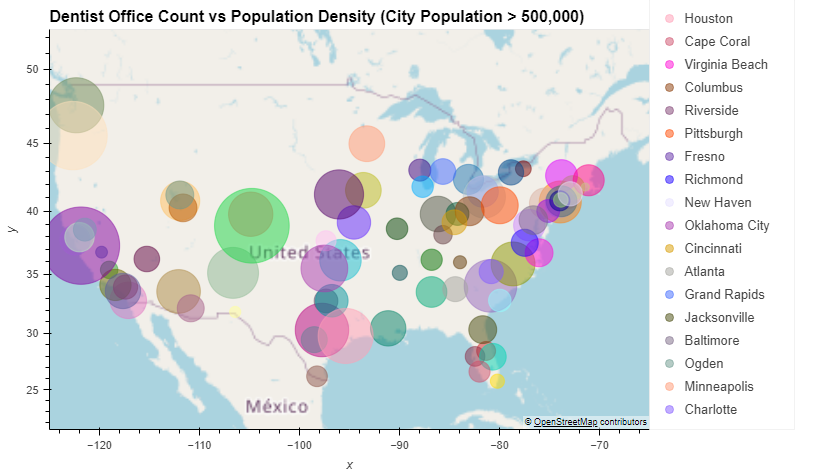 Dentist Office Count vs Population Density (City Population > 500,000)
50
45
40
35
30
25
y
−120
−110
−100
−90
−80
−70
x
United States
México
© OpenStreetMap contributors
Houston
Cape Coral
Virginia Beach
Columbus
Riverside
Pittsburgh
Fresno
Richmond
New Haven
Oklahoma City
Cincinnati
Atlanta
Grand Rapids
Jacksonville
Baltimore
Ogden
Minneapolis
Charlotte